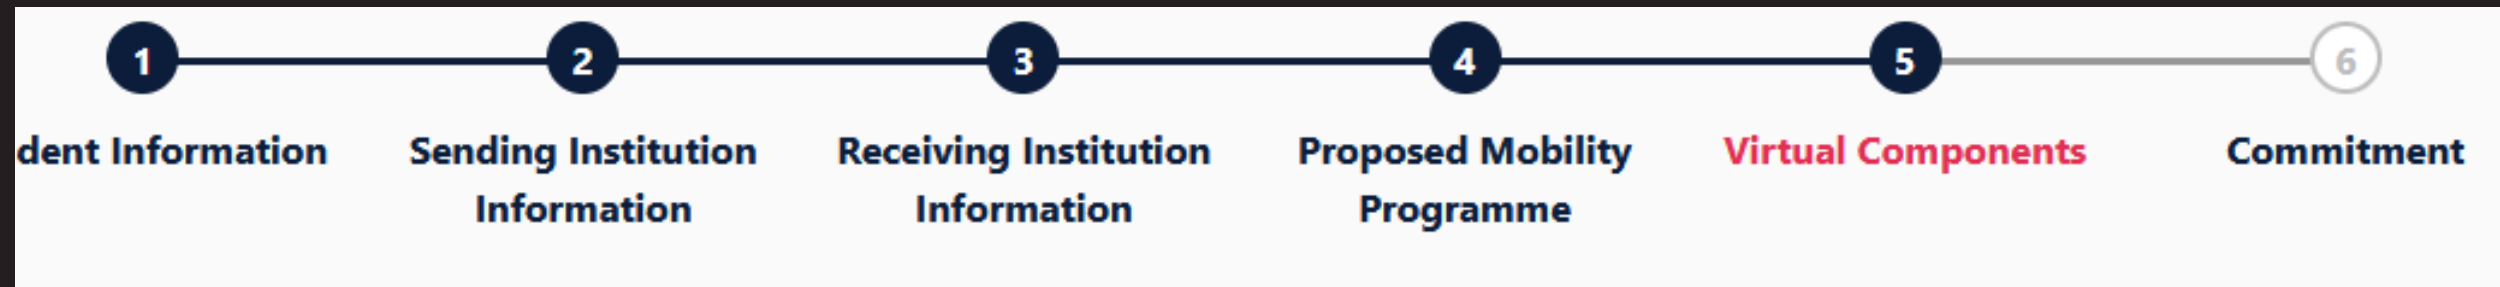 1
2
3
4
5
6
dent Information
Sending Institution
Information
Receiving Institution
Information
Proposed Mobility
Programme
Virtual Components
Commitment